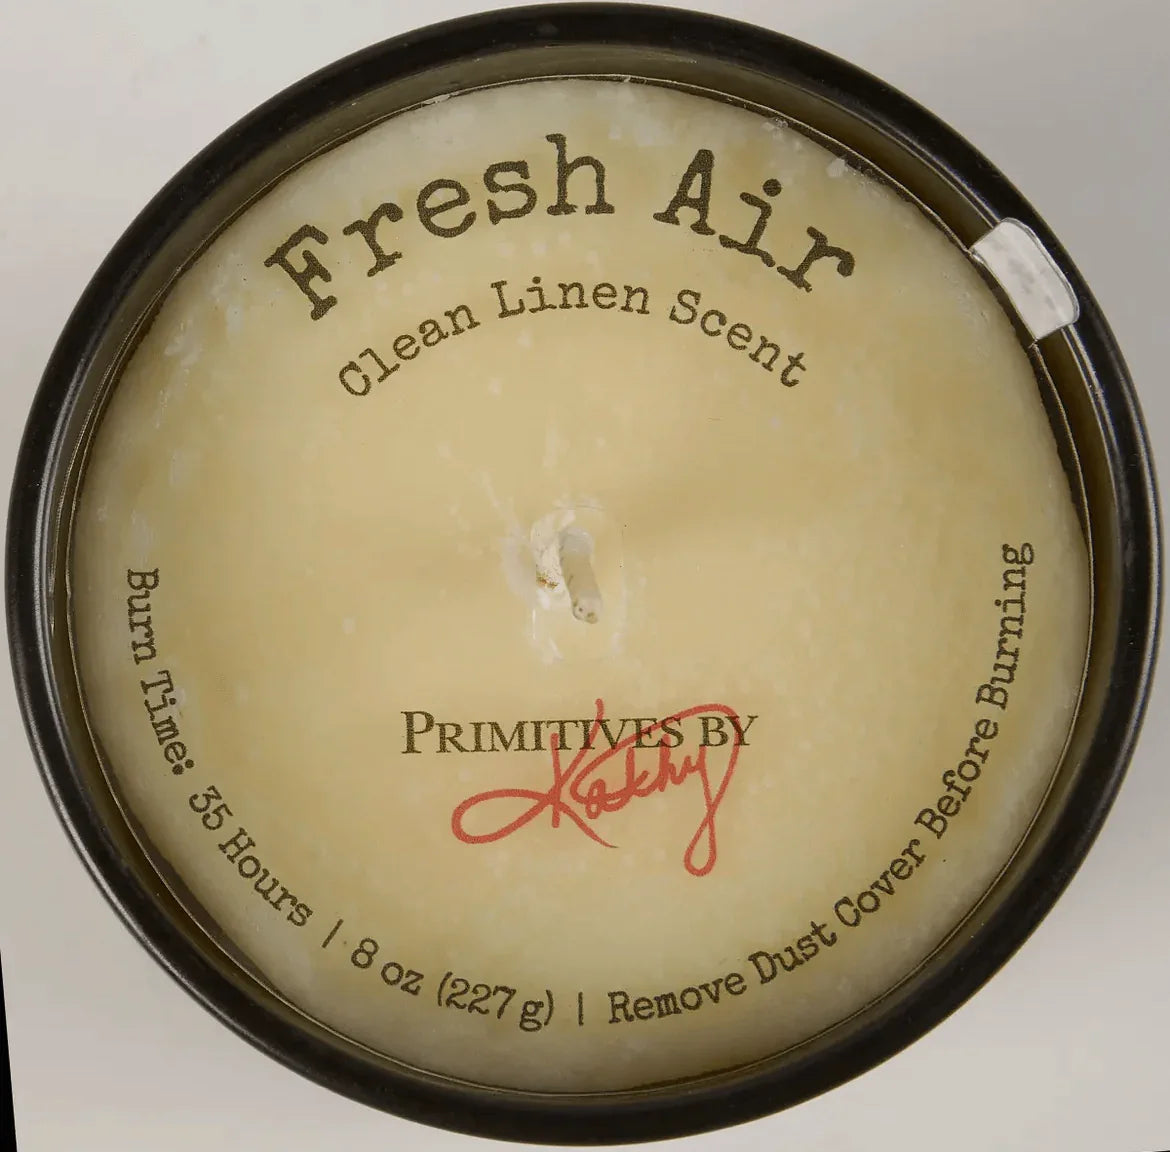 Fresh Air
Clean Linen Scent
PRIMITIVES BY
Kathy
Burn Time: 35 Hours | 8 oz (227g) | Remove Dust Cover Before Burning